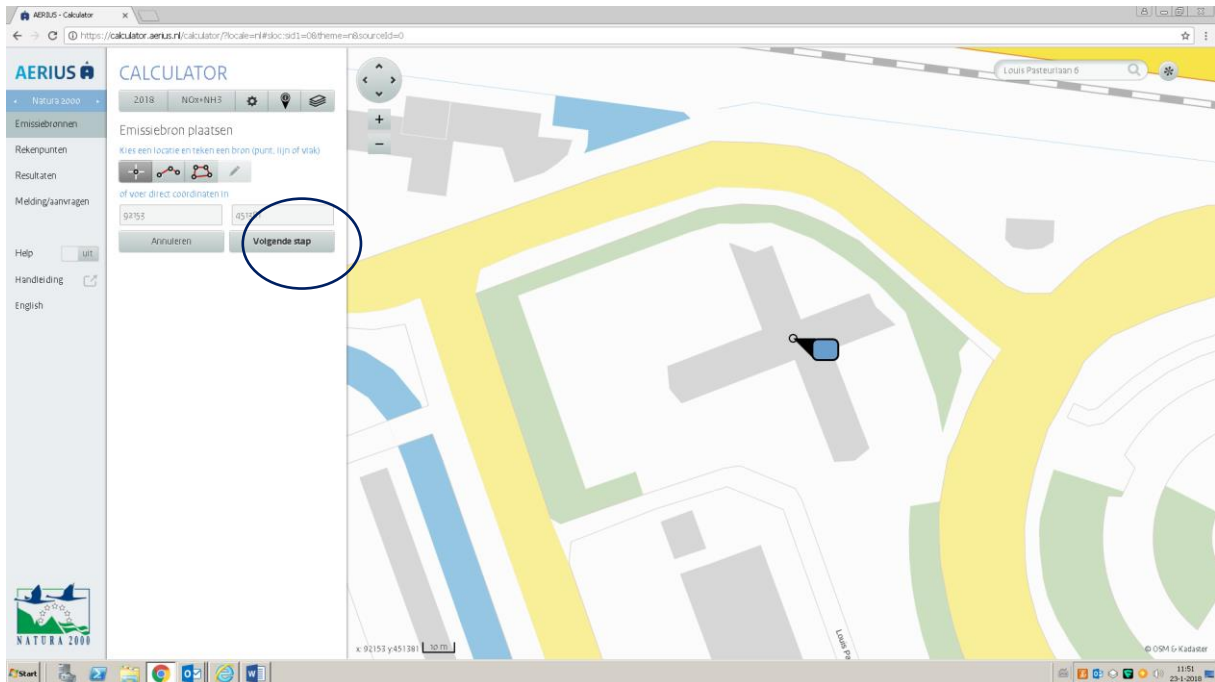 AERIUS - Calculator
https://calculator.aerius.nl/calculator/?locale=nl#sloc:sid1=0&theme=n&sourceId=0
AERIUS
Natura 2000
Emissiebronnen
Rekenpunten
Resultaten
Melding/aanvragen
Help uit
Handleiding
English
NATURA 2000
CALCULATOR
2018 NOx+NH3
Emissiebron plaatsen
Kies een locatie en teken een bron (punt, lijn of vlak)
of voer direct coördinaten in
92153
Annuleren Volgende stap
Louis Pasteurlaan 6
Louis Pa
x: 92153 y:451381 10 m
© OSM & Kadaster
Start
11:51
23-1-2018